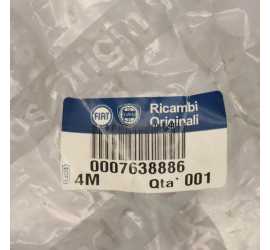 FIAT
Ricambi
Originali
0007638886
4M Qta' 001